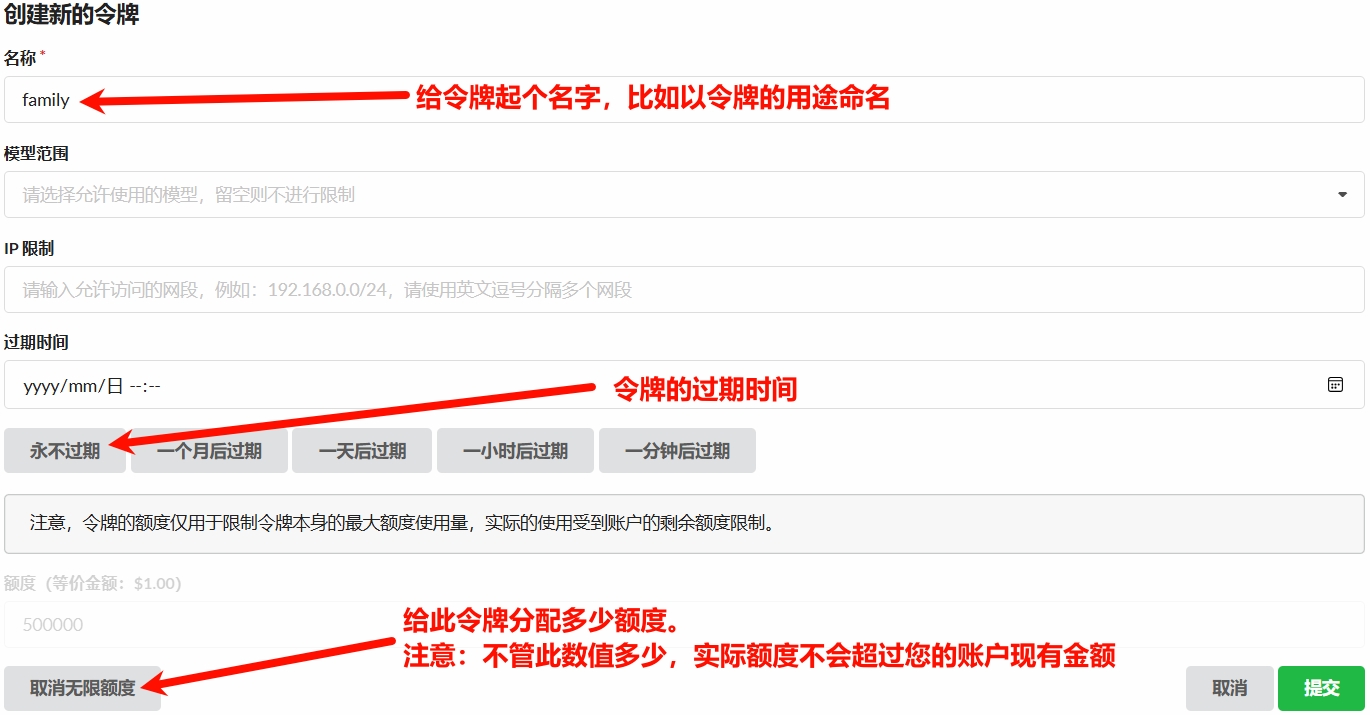 创建新的令牌
名称*
family
给令牌起个名字，比如以令牌的用途命名
模型范围
请选择允许使用的模型，留空则不进行限制
IP 限制
请输入允许访问的网段，例如：192.168.0.0/24，请使用英文逗号分隔多个网段
过期时间
yyyy/mm/日 --:--
令牌的过期时间
永不过期 一个月后过期 一天后过期 一小时后过期 一分钟后过期
注意，令牌的额度仅用于限制令牌本身的最大额度使用量，实际的使用受到账户的剩余额度限制。
额度（等价金额：$1.00）
500000
给此令牌分配多少额度。
注意：不管此数值多少，实际额度不会超过您的账户现有金额
取消无限额度
取消 提交